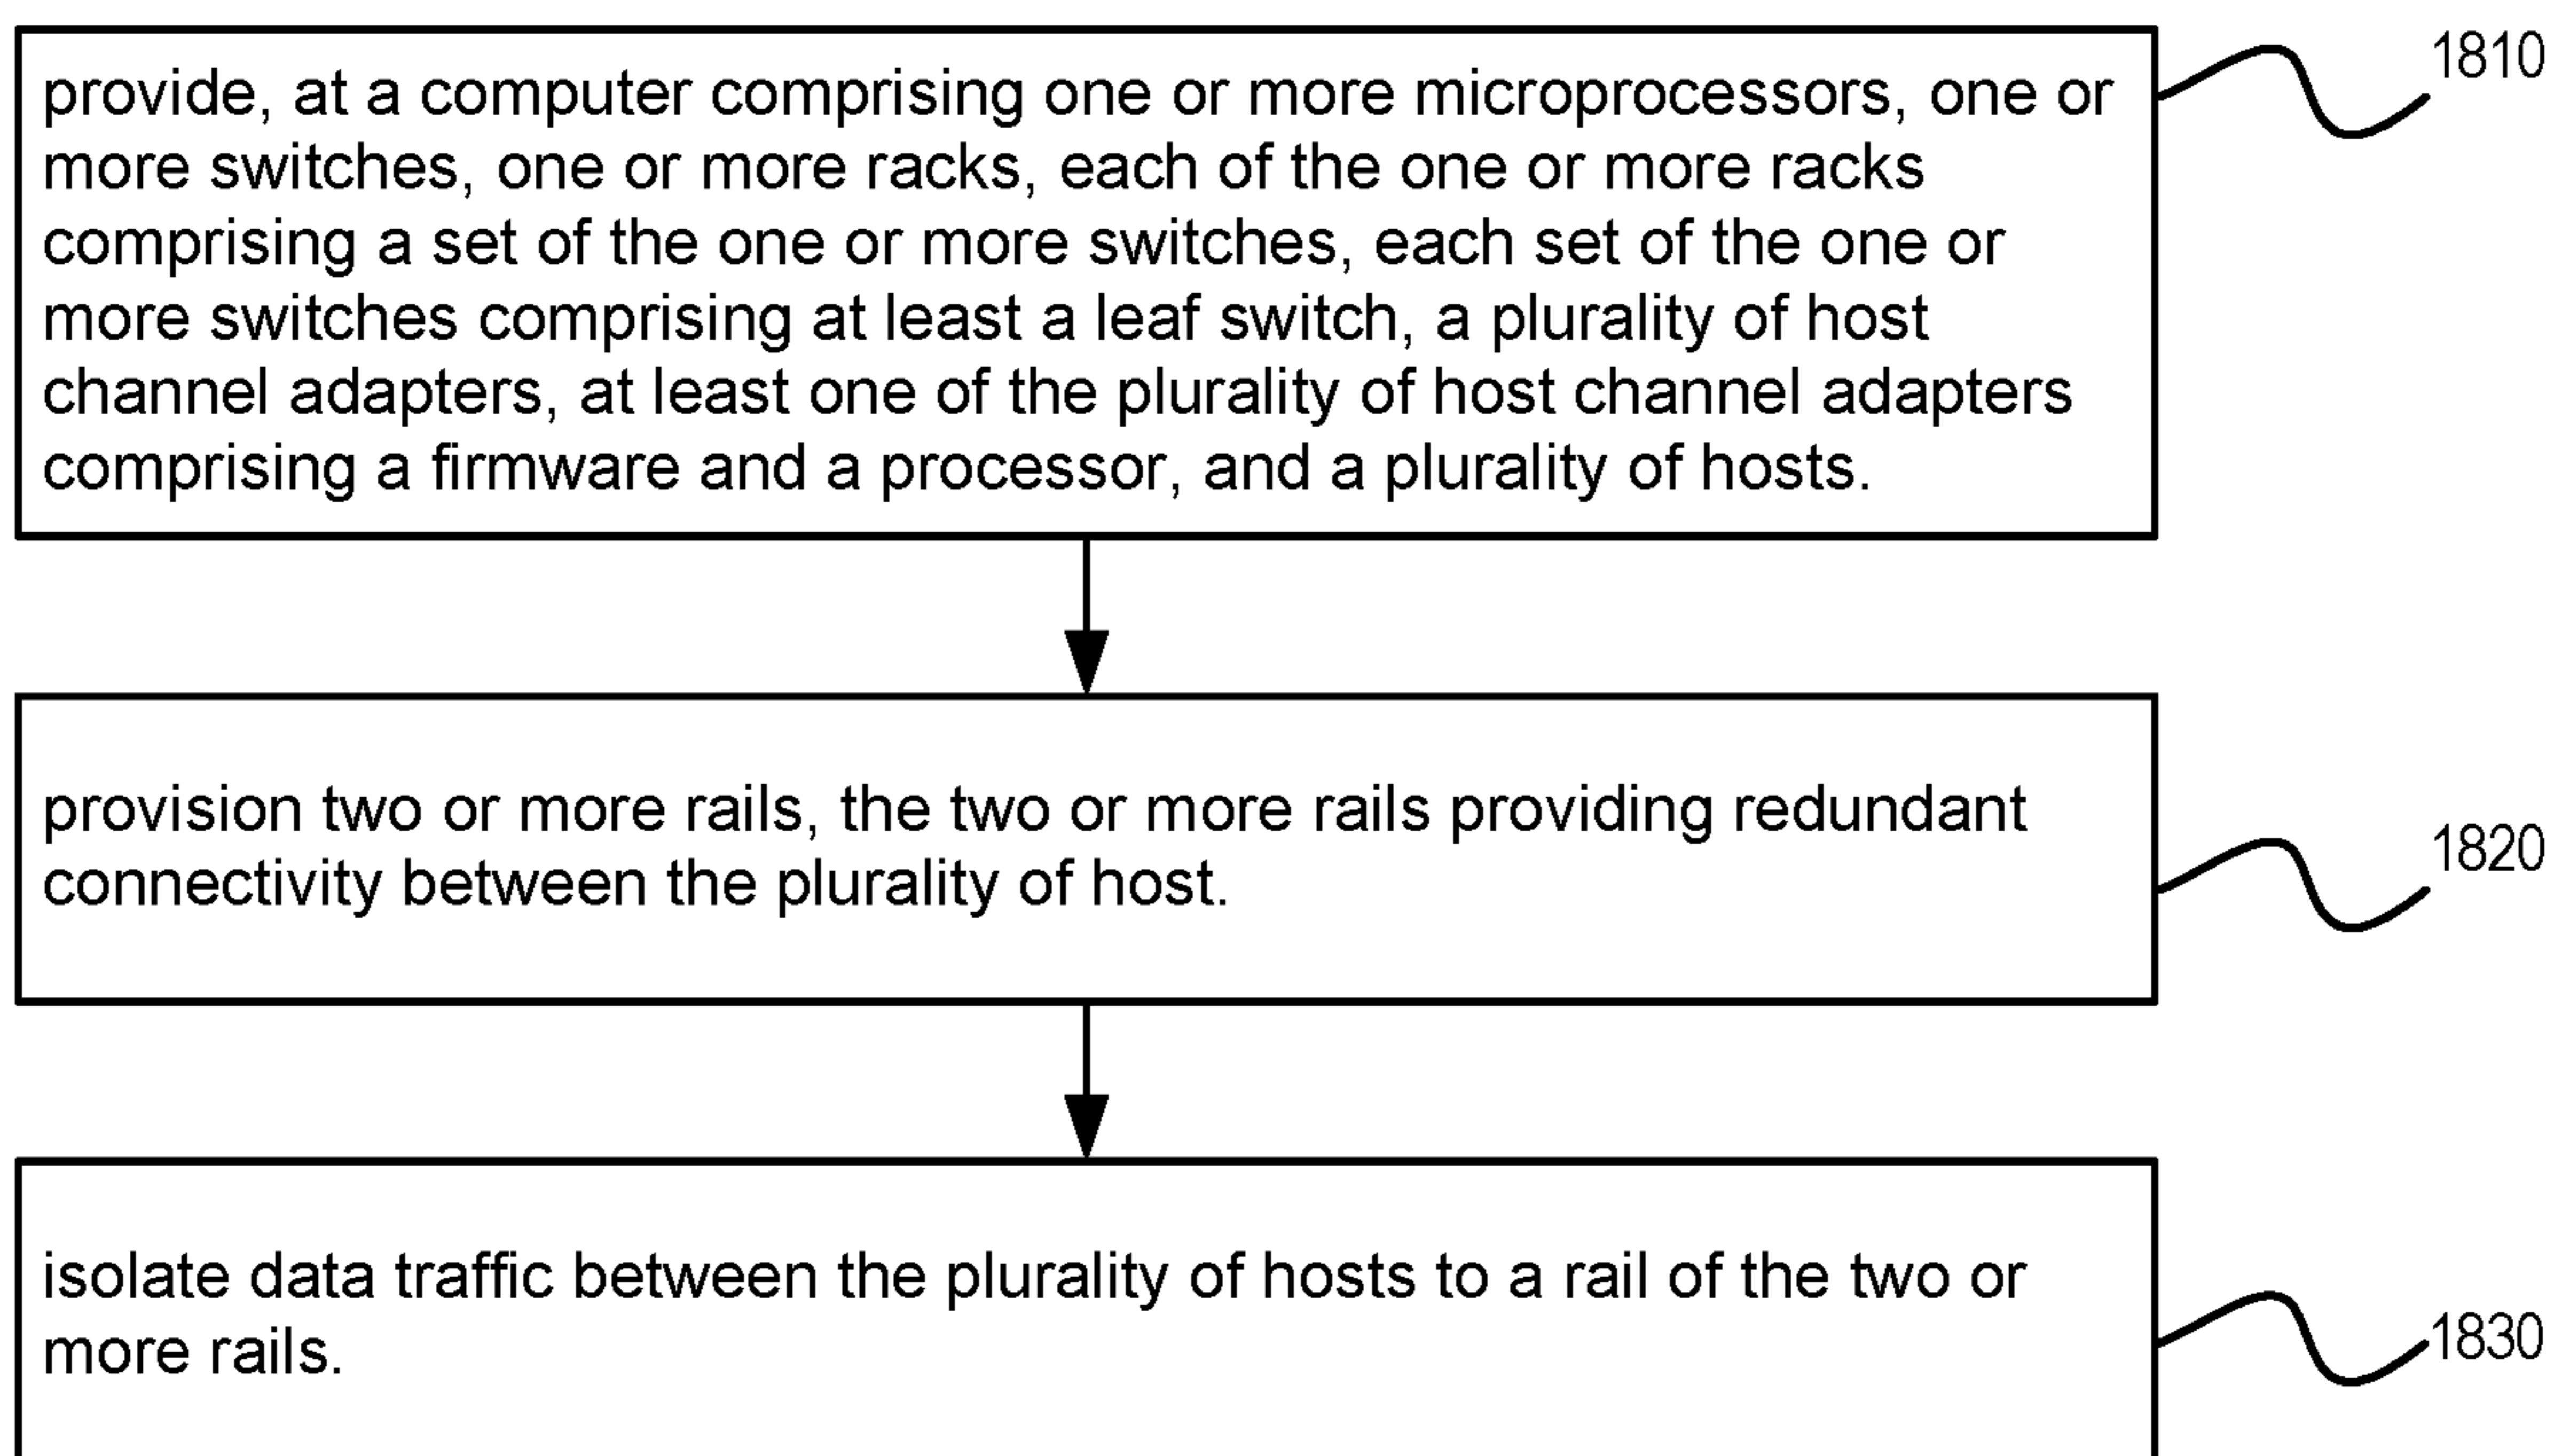 provide, at a computer comprising one or more microprocessors, one or
more switches, one or more racks, each of the one or more racks
comprising a set of the one or more switches, each set of the one or
more switches comprising at least a leaf switch, a plurality of host
channel adapters, at least one of the plurality of host channel adapters
comprising a firmware and a processor, and a plurality of hosts.
1810
provision two or more rails, the two or more rails providing redundant
connectivity between the plurality of host.
1820
isolate data traffic between the plurality of hosts to a rail of the two or
more rails.
1830